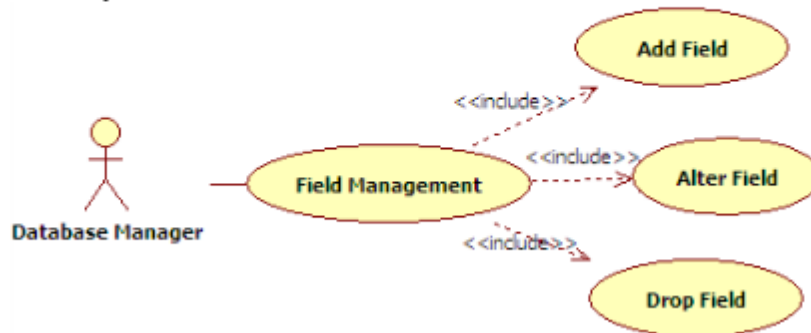 Add Field
<<include>>
<<include>>
Alter Field
Field Management
Database Manager
<<include>>
Drop Field